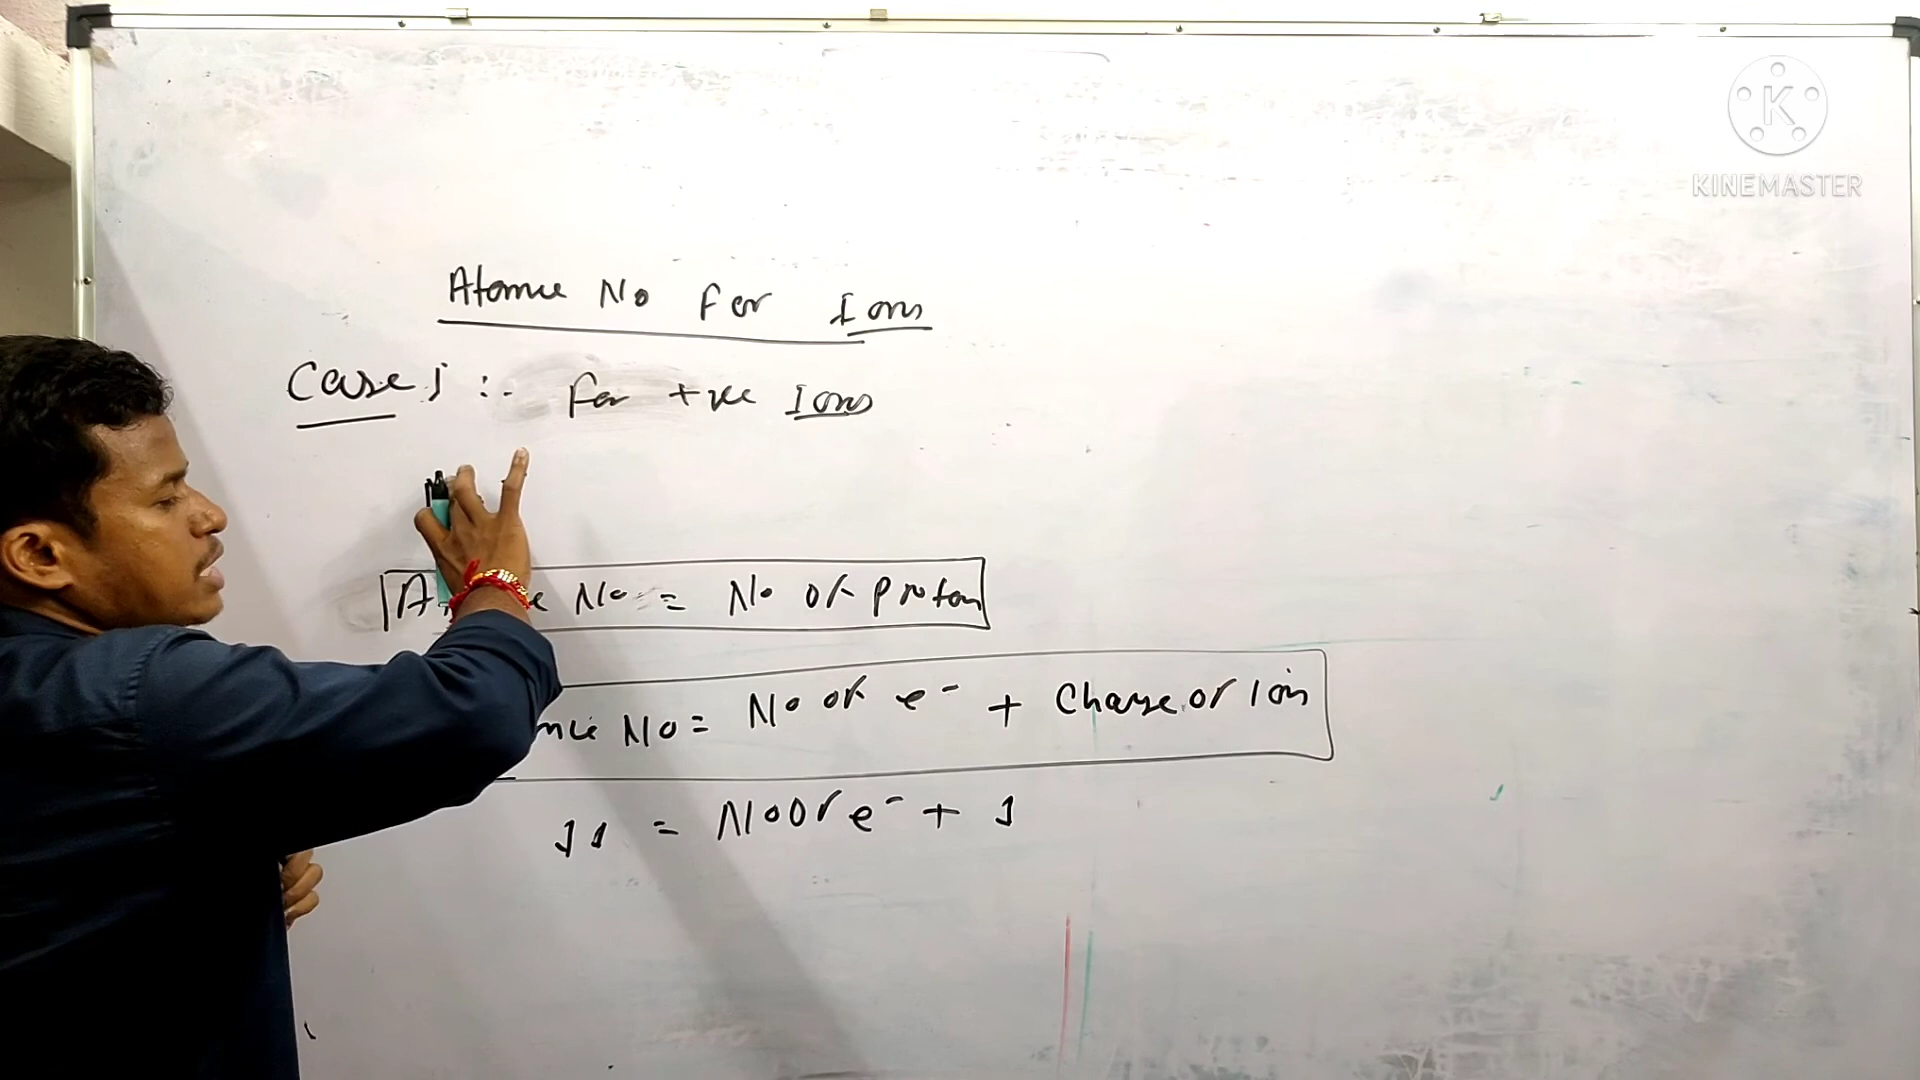 K
KINEMASTER
Atomic No For Ions
Case 1 :- For +ve Ions
No = No of proton
No = No of e⁻ + Charge of Ion
11 = No of e⁻ + 1